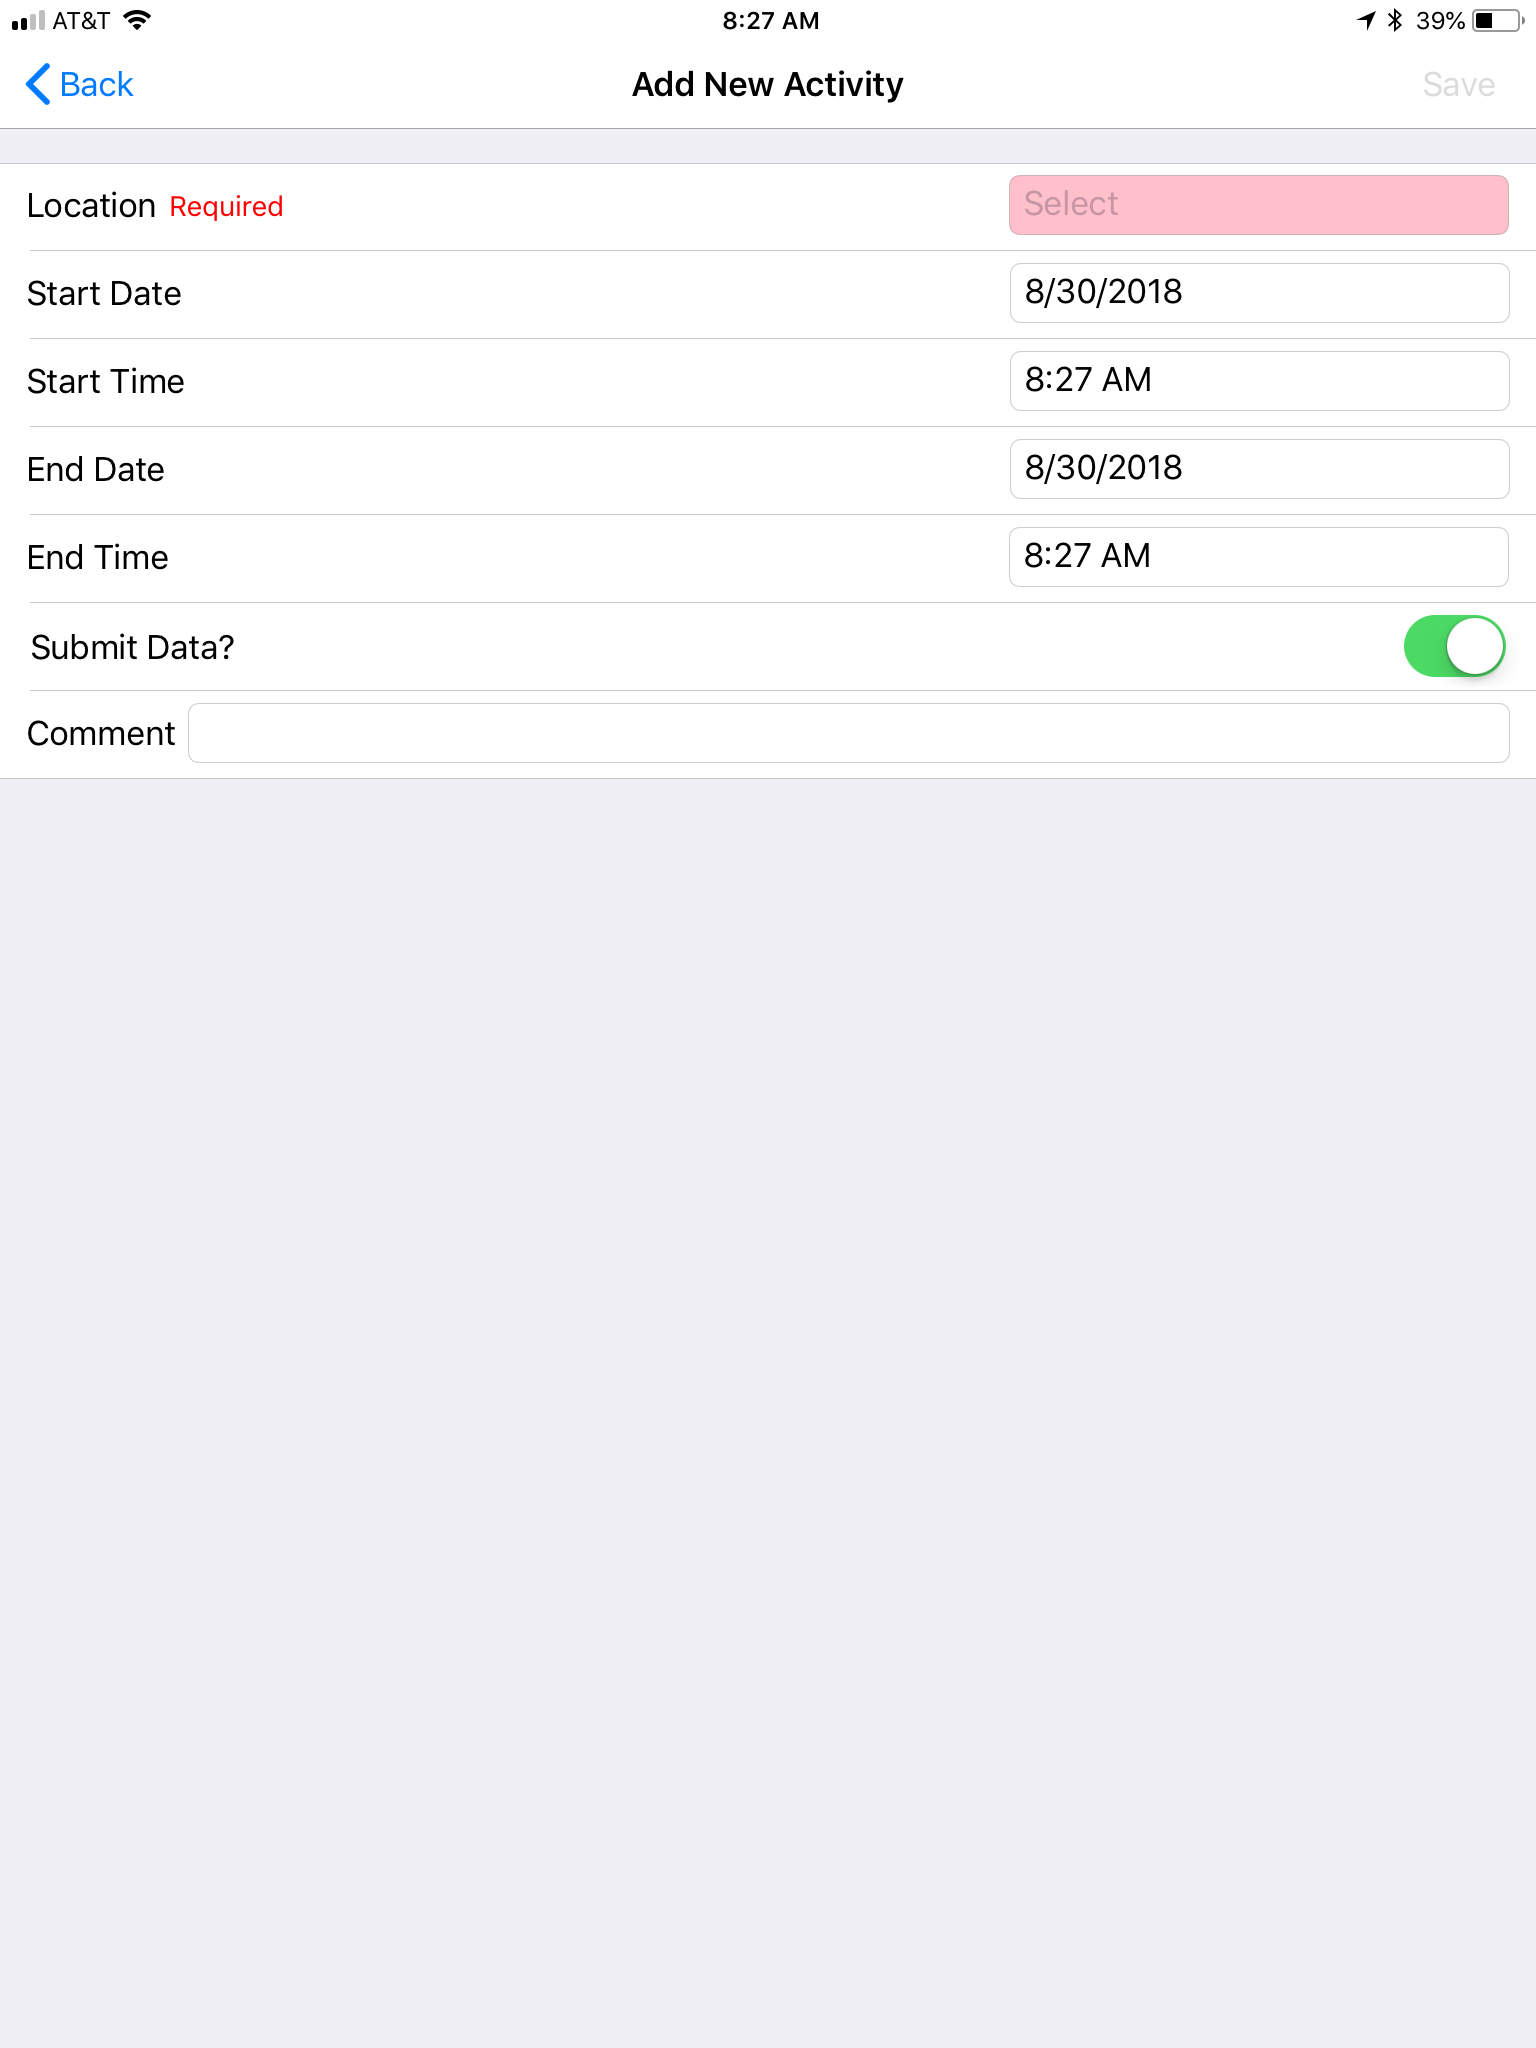 AT&T 8:27 AM 39%
Back Add New Activity Save
Location Required Select
Start Date 8/30/2018
Start Time 8:27 AM
End Date 8/30/2018
End Time 8:27 AM
Submit Data?
Comment